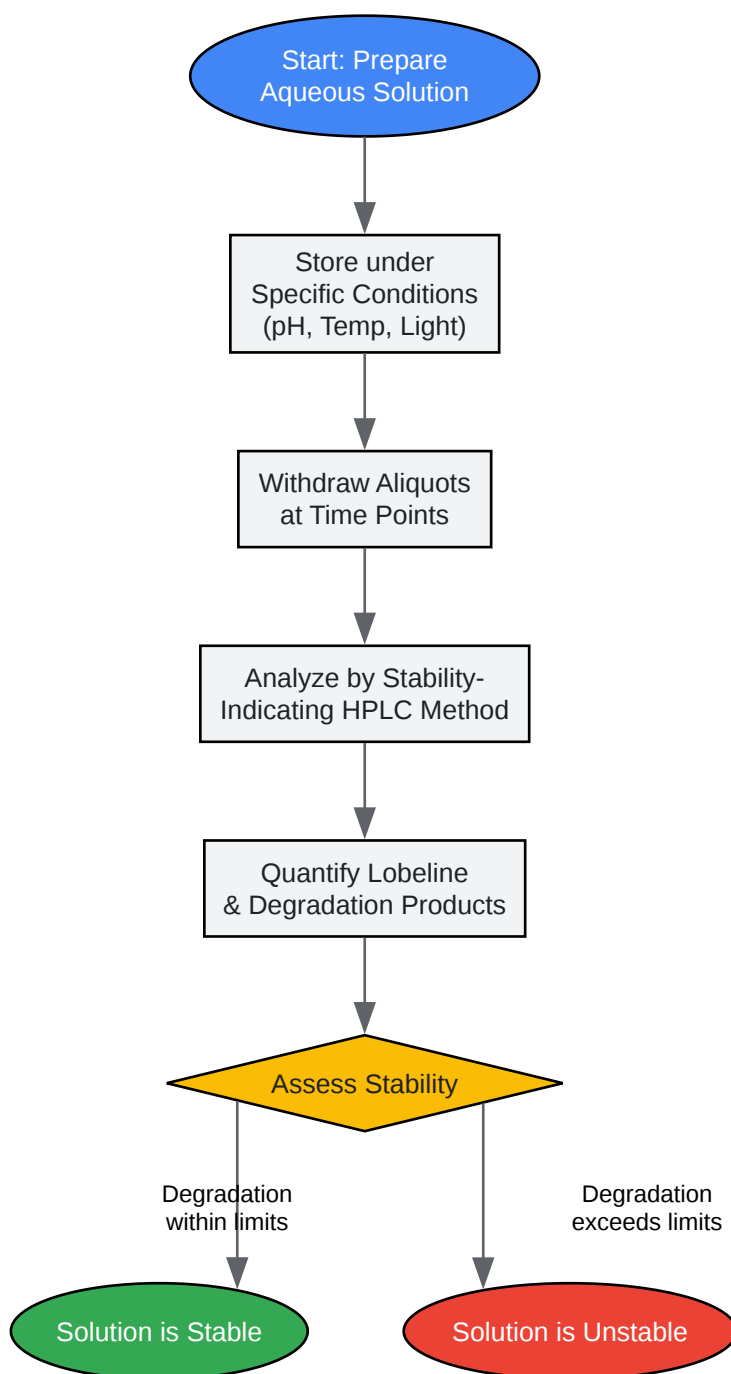 Start: Prepare
Aqueous Solution
Store under
Specific Conditions
(pH, Temp, Light)
Withdraw Aliquots
at Time Points
Analyze by Stability-
Indicating HPLC Method
Quantify Lobeline
& Degradation Products
Assess Stability
Degradation
within limits
Degradation
exceeds limits
Solution is Stable
Solution is Unstable